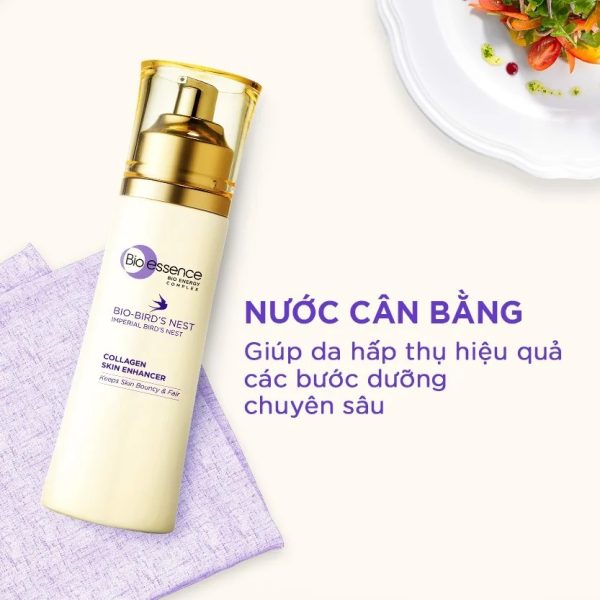 Bio essence
BIO ENERGY
COMPLEX
BIO-BIRD'S NEST
IMPERIAL BIRD'S NEST
COLLAGEN
SKIN ENHANCER
Keeps Skin Bouncy & Fair
NƯỚC CÂN BẰNG
Giúp da hấp thụ hiệu quả
các bước dưỡng
chuyên sâu